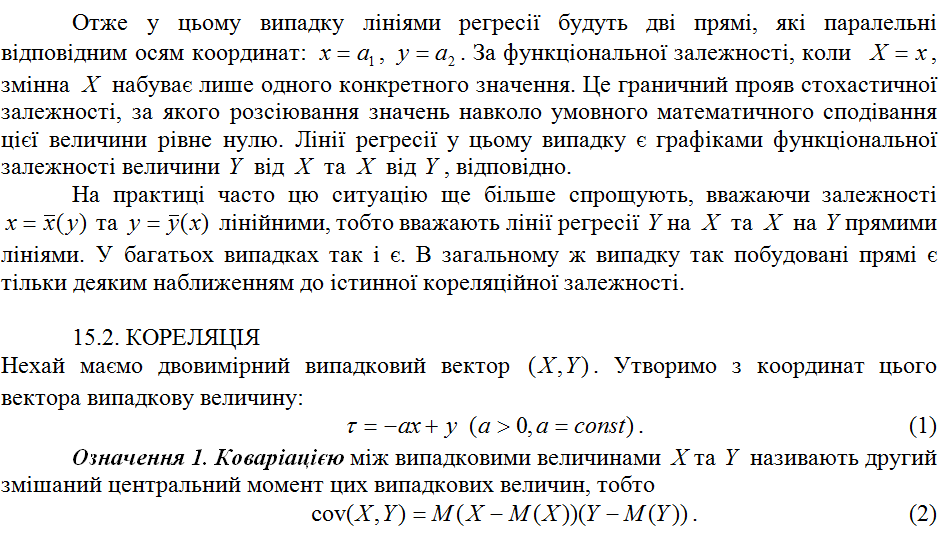 Отже у цьому випадку лініями регресії будуть дві прямі, які паралельні
відповідним осям координат: x = a₁, y = a₂. За функціональної залежності, коли X = x,
змінна X набуває лише одного конкретного значення. Це граничний прояв стохастичної
залежності, за якого розсіювання значень навколо умовного математичного сподівання
цієї величини рівне нулю. Лінії регресії у цьому випадку є графіками функціональної
залежності величини Y від X та X від Y, відповідно.
На практиці часто цю ситуацію ще більше спрощують, вважаючи залежності
x = x̅(y) та y = y̅(x) лінійними, тобто вважають лінії регресії Y на X та X на Y прямими
лініями. У багатьох випадках так і є. В загальному ж випадку так побудовані прямі є
тільки деяким наближенням до істинної кореляційної залежності.
15.2. КОРЕЛЯЦІЯ
Нехай маємо двовимірний випадковий вектор (X,Y). Утворимо з координат цього
вектора випадкову величину:
τ = −ax + y (a > 0, a = const). (1)
Означення 1. Коваріацією між випадковими величинами X та Y називають другий
змішаний центральний момент цих випадкових величин, тобто
cov(X,Y) = M(X − M(X))(Y − M(Y)). (2)